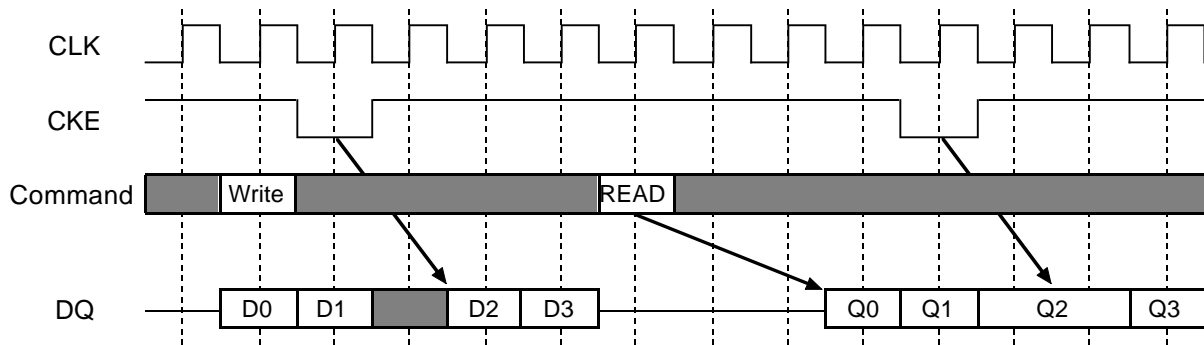 CLK
CKE
Command Write READ
DQ D0 D1 D2 D3 Q0 Q1 Q2 Q3